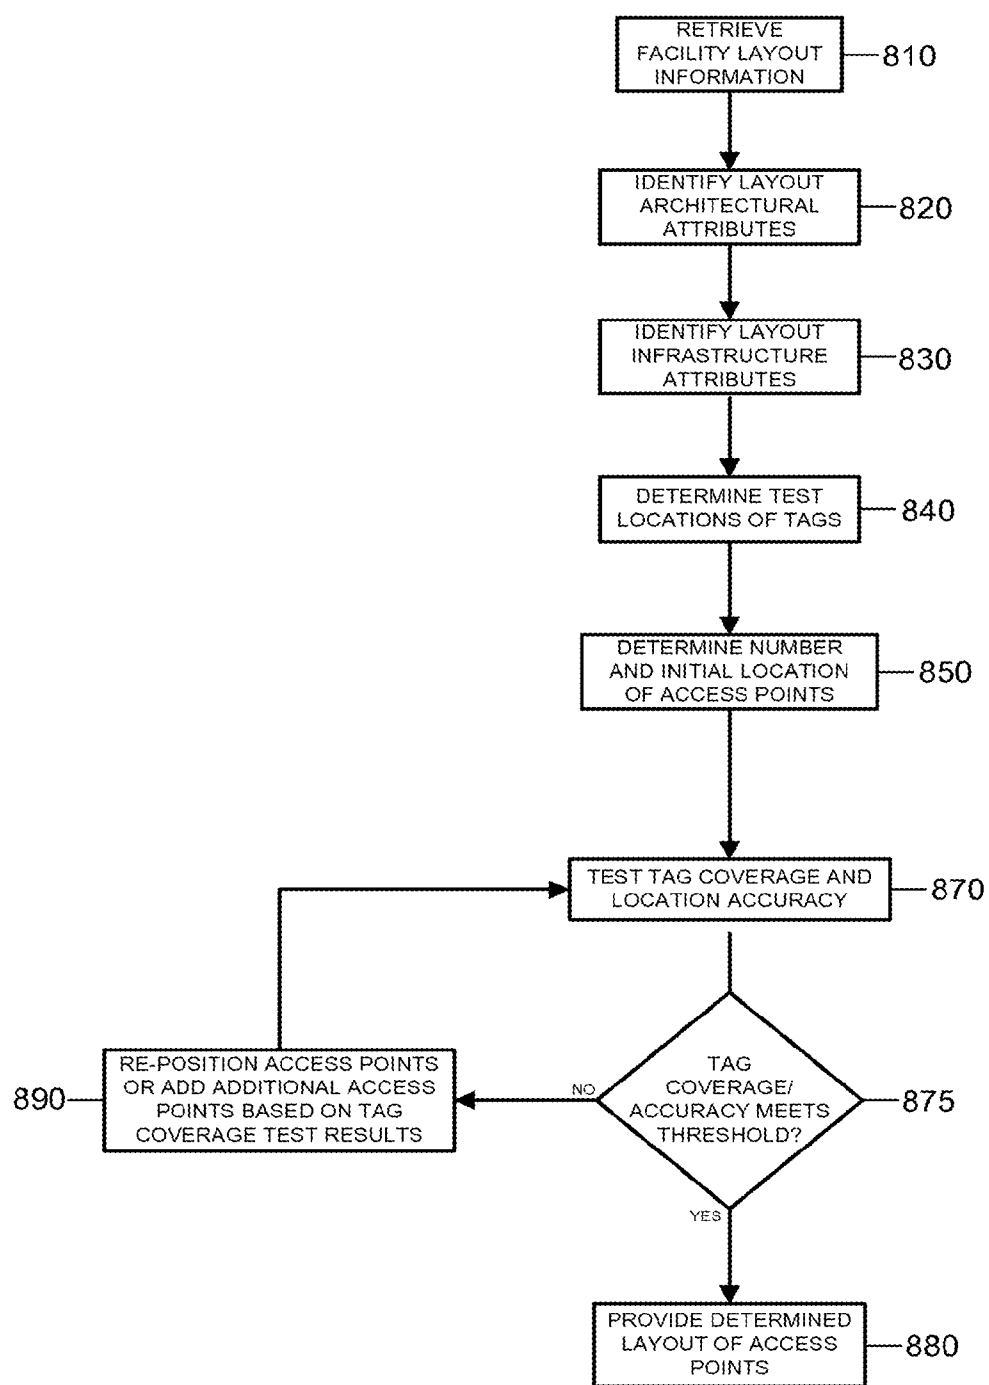 RETRIEVE
FACILITY LAYOUT
INFORMATION
810
IDENTIFY LAYOUT
ARCHITECTURAL
ATTRIBUTES
820
IDENTIFY LAYOUT
INFRASTRUCTURE
ATTRIBUTES
830
DETERMINE TEST
LOCATIONS OF TAGS
840
DETERMINE NUMBER
AND INITIAL LOCATION
OF ACCESS POINTS
850
TEST TAG COVERAGE AND
LOCATION ACCURACY
870
RE-POSITION ACCESS POINTS
OR ADD ADDITIONAL ACCESS
POINTS BASED ON TAG
COVERAGE TEST RESULTS
890
NO
TAG
COVERAGE/
ACCURACY MEETS
THRESHOLD?
875
YES
PROVIDE DETERMINED
LAYOUT OF ACCESS
POINTS
880